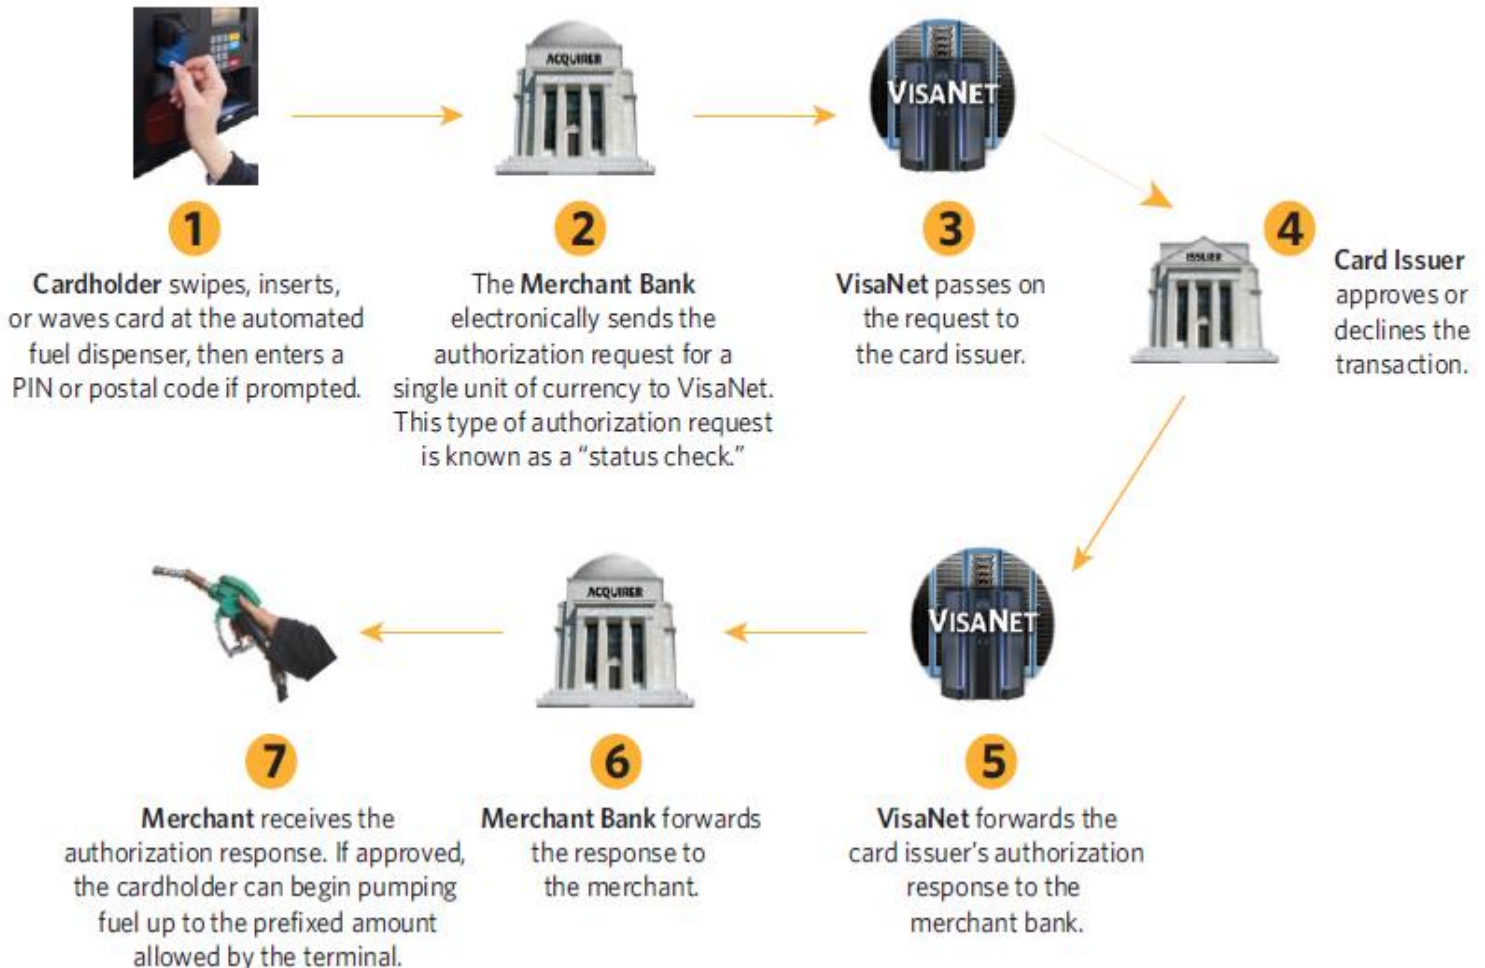 ACQUIRER
VISANET
1
2
3
4
ISSUER
Cardholder swipes, inserts,
or waves card at the automated
fuel dispenser, then enters a
PIN or postal code if prompted.
The Merchant Bank
electronically sends the
authorization request for a
single unit of currency to VisaNet.
This type of authorization request
is known as a “status check.”
VisaNet passes on
the request to
the card issuer.
Card Issuer
approves or
declines the
transaction.
ACQUIRER
VISANET
7
6
5
Merchant receives the
authorization response. If approved,
the cardholder can begin pumping
fuel up to the prefixed amount
allowed by the terminal.
Merchant Bank forwards
the response to
the merchant.
VisaNet forwards the
card issuer’s authorization
response to the
merchant bank.